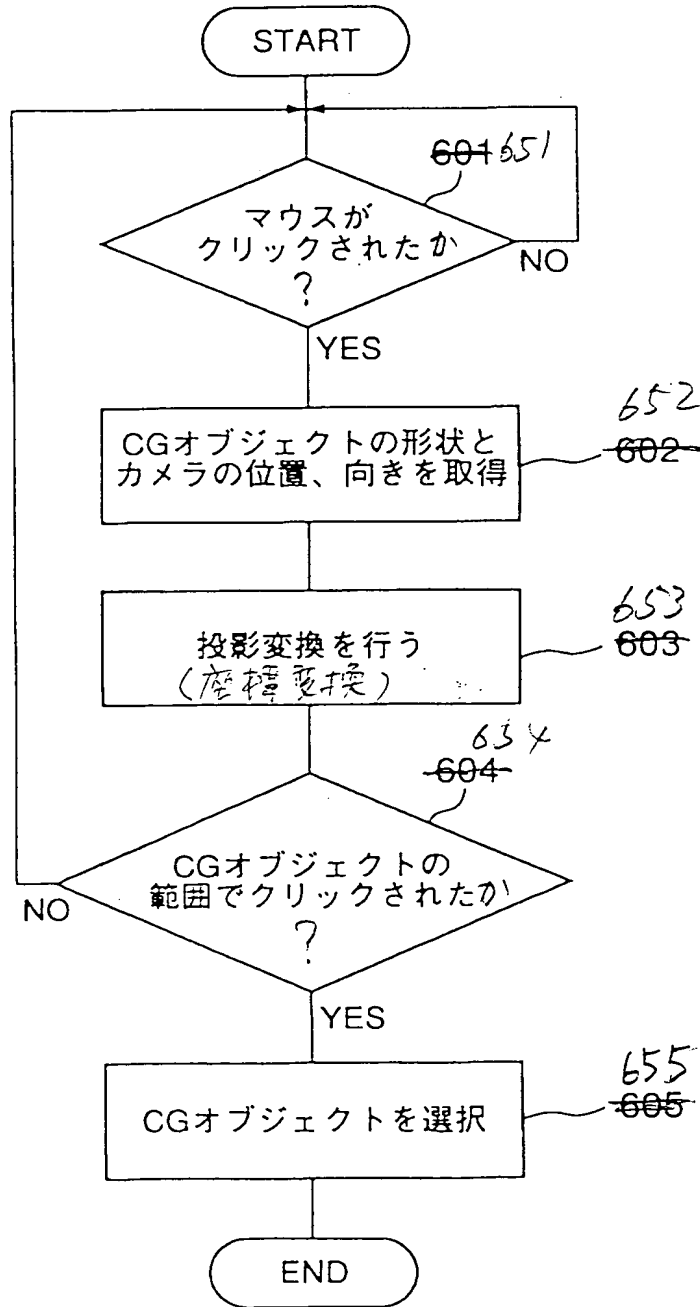 START
601 651
マウスが
クリックされたか
?
NO
YES
652
602
CGオブジェクトの形状と
カメラの位置、向きを取得
653
603
投影変換を行う
(座標変換)
654
604
CGオブジェクトの
範囲でクリックされたか
?
NO
YES
655
605
CGオブジェクトを選択
END